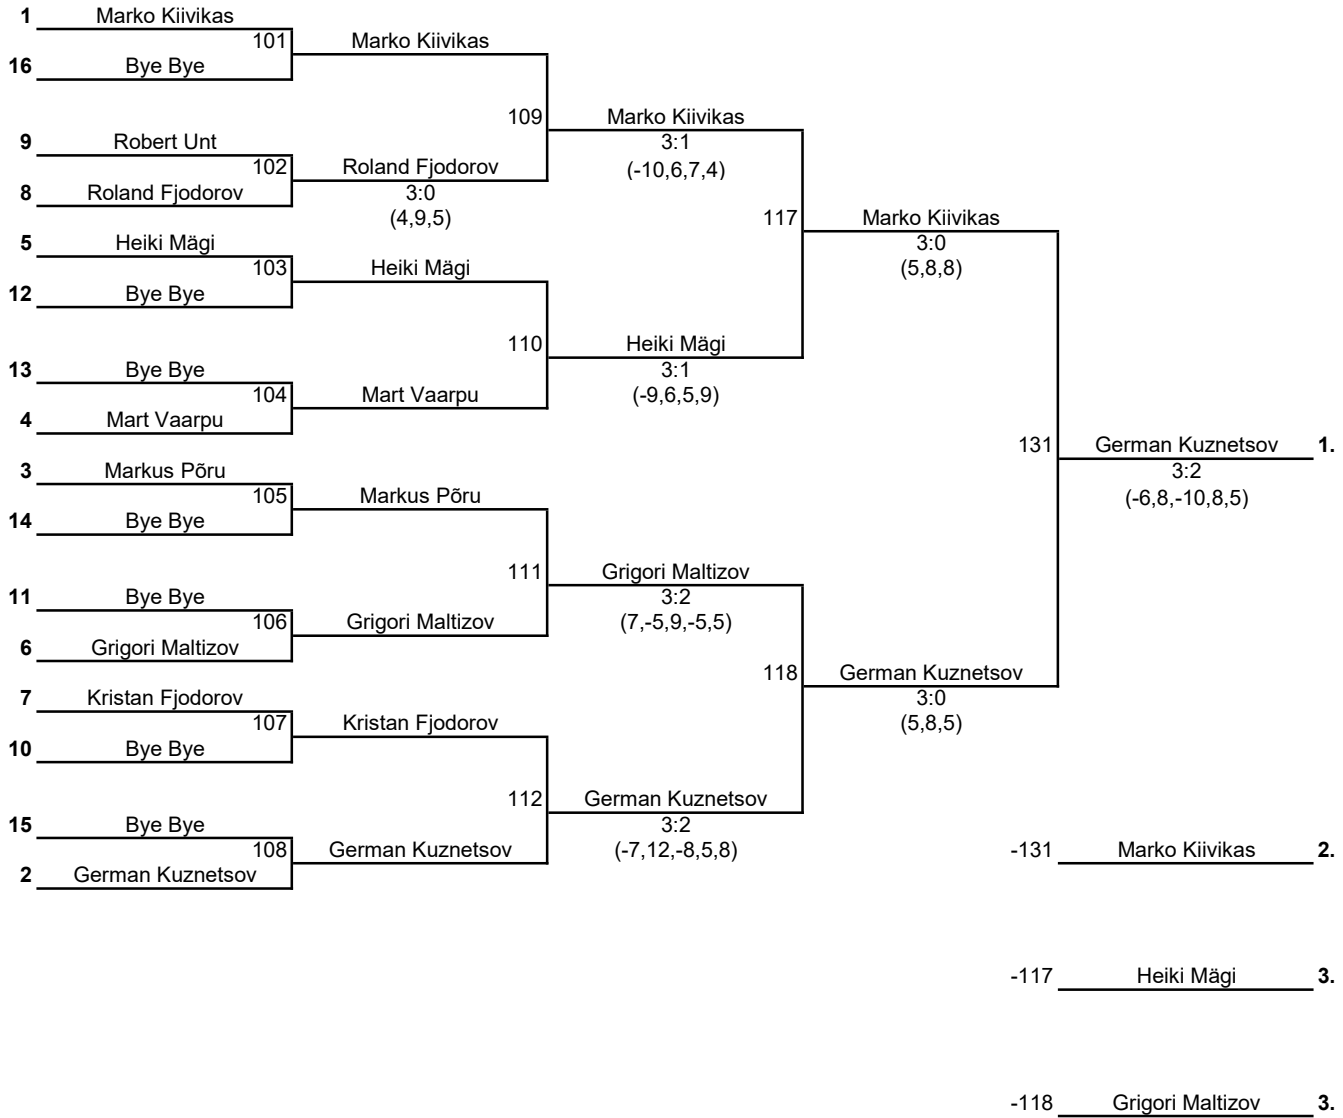 1 Marko Kiivikas
101 Marko Kiivikas
16 Bye Bye
109 Marko Kiivikas
3:1
(-10,6,7,4)
9 Robert Unt
102 Roland Fjodorov
3:0
(4,9,5)
8 Roland Fjodorov
117 Marko Kiivikas
3:0
(5,8,8)
5 Heiki Mägi
103 Heiki Mägi
12 Bye Bye
110 Heiki Mägi
3:1
(-9,6,5,9)
13 Bye Bye
104 Mart Vaarpu
4 Mart Vaarpu
131 German Kuznetsov 1.
3:2
(-6,8,-10,8,5)
3 Markus Põru
105 Markus Põru
14 Bye Bye
111 Grigori Maltizov
3:2
(7,-5,9,-5,5)
11 Bye Bye
106 Grigori Maltizov
6 Grigori Maltizov
118 German Kuznetsov
3:0
(5,8,5)
7 Kristan Fjodorov
107 Kristan Fjodorov
10 Bye Bye
112 German Kuznetsov
3:2
(-7,12,-8,5,8)
15 Bye Bye
108 German Kuznetsov
2 German Kuznetsov
-131 Marko Kiivikas 2.
-117 Heiki Mägi 3.
-118 Grigori Maltizov 3.